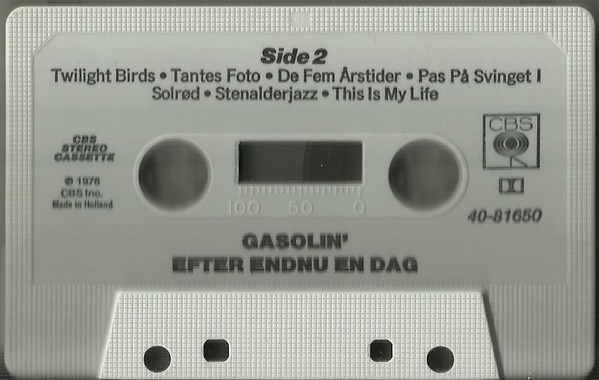 Side 2
Twilight Birds • Tantes Foto • De Fem Årstider • Pas På Svinget I
Solrød • Stenalderjazz • This Is My Life
CBS
STEREO
CASSETTE
℗ 1976
CBS Inc.
Made in Holland
CBS
100 50 0
40-81650
GASOLIN'
EFTER ENDNU EN DAG